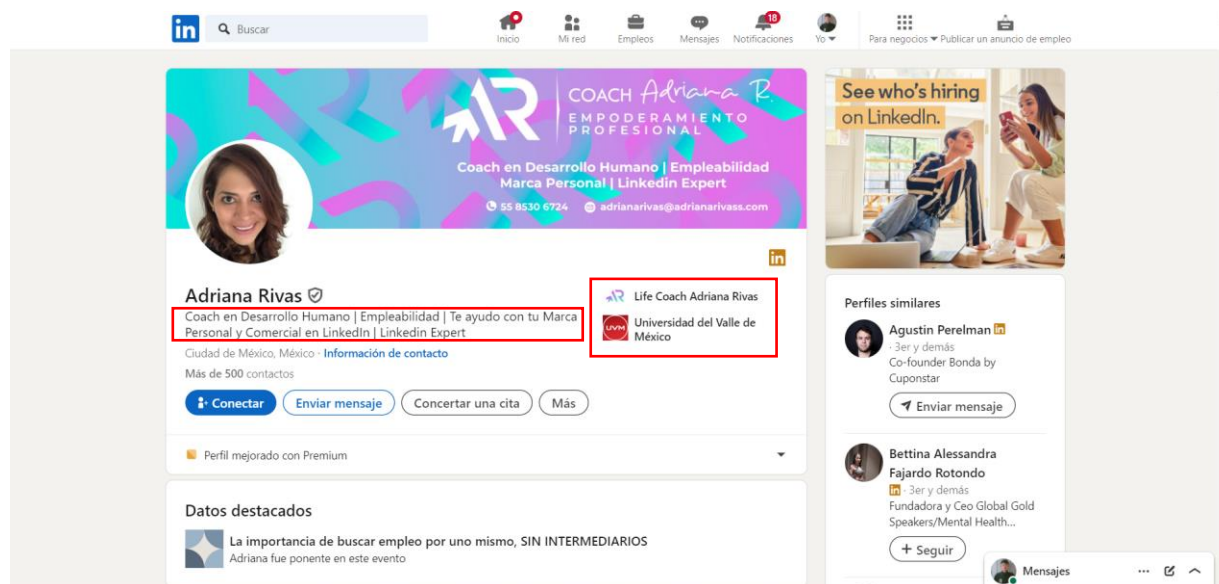 in
Buscar
Inicio
Mi red
Empleos
Mensajes
18
Notificaciones
Yo
Para negocios
Publicar un anuncio de empleo
COACH Adriana R.
EMPODERAMIENTO
PROFESIONAL
Coach en Desarrollo Humano | Empleabilidad
Marca Personal | Linkedin Expert
55 8530 6724 adrianarivas@adrianarivass.com
in
Adriana Rivas
Coach en Desarrollo Humano | Empleabilidad | Te ayudo con tu Marca
Personal y Comercial en LinkedIn | Linkedin Expert
Ciudad de México, México · Información de contacto
Más de 500 contactos
Conectar
Enviar mensaje
Concertar una cita
Más
AR
Life Coach Adriana Rivas
UVM
Universidad del Valle de
México
Perfil mejorado con Premium
Datos destacados
La importancia de buscar empleo por uno mismo, SIN INTERMEDIARIOS
Adriana fue ponente en este evento
See who's hiring
on LinkedIn.
Perfiles similares
Agustin Perelman in
· 3er y demás
Co-founder Bonda by
Cuponstar
Enviar mensaje
Bettina Alessandra
Fajardo Rotondo
in · 3er y demás
Fundadora y Ceo Global Gold
Speakers/Mental Health...
+ Seguir
Mensajes